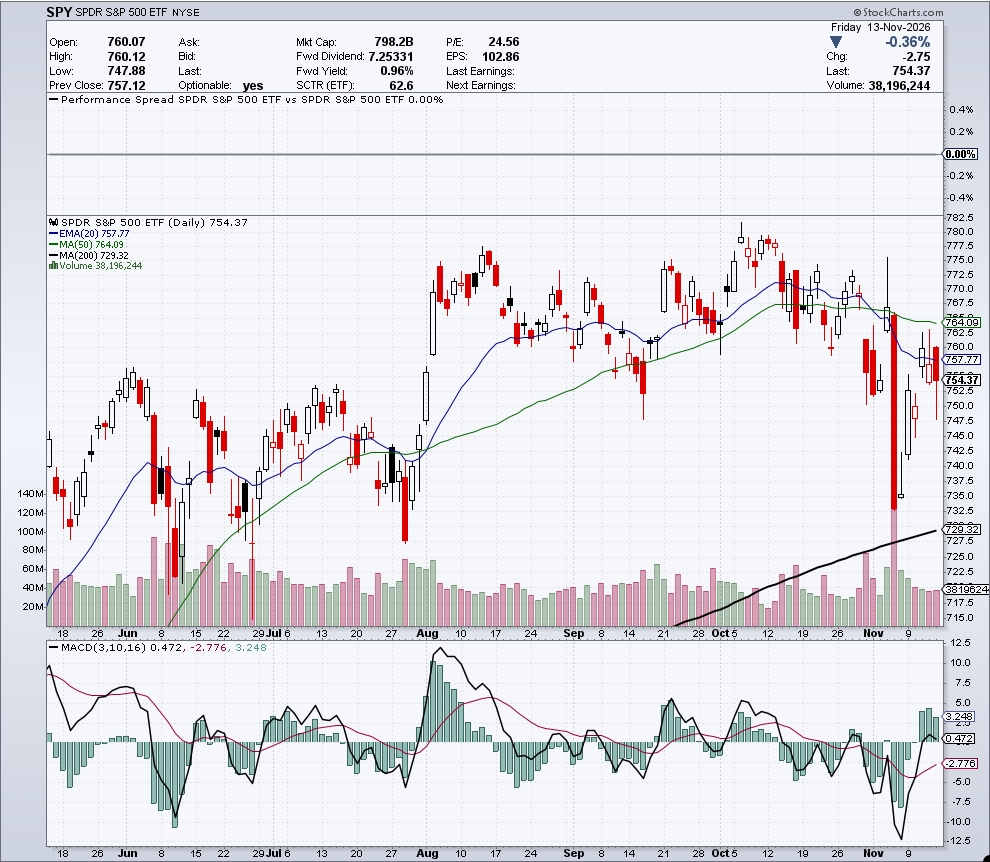 SPY SPDR S&P 500 ETF NYSE © StockCharts.com
Friday 13-Nov-2026
Open: 760.07 Ask: Mkt Cap: 798.2B P/E: 24.56 -0.36%
High: 760.12 Bid: Fwd Dividend: 7.25331 EPS: 102.86 Chg: -2.75
Low: 747.88 Last: Fwd Yield: 0.96% Last Earnings: Last: 754.37
Prev Close: 757.12 Optionable: yes SCTR (ETF): 62.6 Next Earnings: Volume: 38,196,244
Performance Spread SPDR S&P 500 ETF vs SPDR S&P 500 ETF 0.00%
0.4%
0.2%
0.00%
-0.2%
-0.4%
SPDR S&P 500 ETF (Daily) 754.37
EMA(20) 757.77
MA(50) 764.09
MA(200) 729.32
Volume 38,196,244
782.5
780.0
777.5
775.0
772.5
770.0
767.5
764.09
762.5
760.0
757.77
754.37
752.5
750.0
747.5
745.0
742.5
740.0
737.5
735.0
732.5
729.32
727.5
725.0
722.5
38196244
717.5
715.0
140M
120M
100M
80M
60M
40M
20M
18 26 Jun 8 15 22 29 Jul 6 13 20 27 Aug 10 17 24 Sep 8 14 21 28 Oct 5 12 19 26 Nov 9
MACD(3,10,16) 0.472, -2.776, 3.248
12.5
10.0
7.5
5.0
3.248
0.472
-2.776
-5.0
-7.5
-10.0
-12.5
18 26 Jun 8 15 22 29 Jul 6 13 20 27 Aug 10 17 24 Sep 8 14 21 28 Oct 5 12 19 26 Nov 9